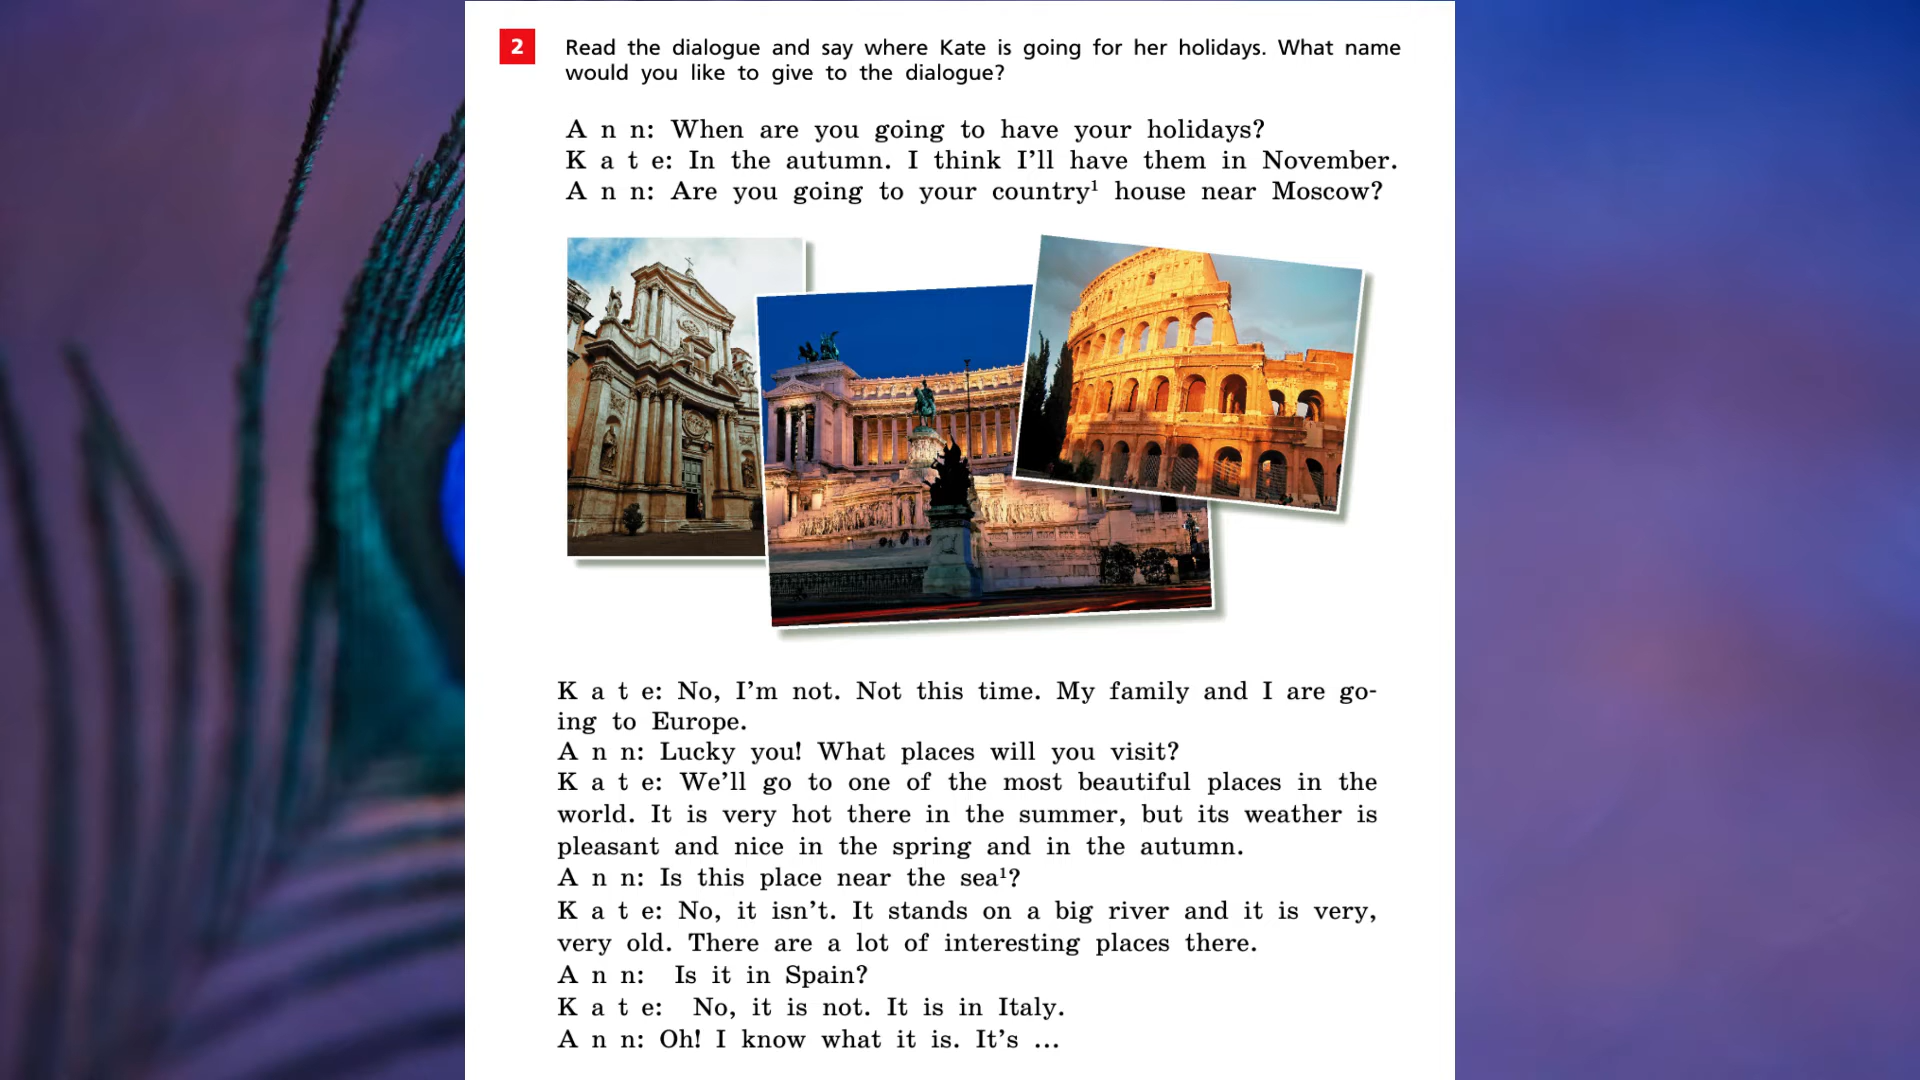 2 Read the dialogue and say where Kate is going for her holidays. What name
would you like to give to the dialogue?
A n n: When are you going to have your holidays?
K a t e: In the autumn. I think I'll have them in November.
A n n: Are you going to your country¹ house near Moscow?
K a t e: No, I'm not. Not this time. My family and I are go-
ing to Europe.
A n n: Lucky you! What places will you visit?
K a t e: We'll go to one of the most beautiful places in the
world. It is very hot there in the summer, but its weather is
pleasant and nice in the spring and in the autumn.
A n n: Is this place near the sea¹?
K a t e: No, it isn't. It stands on a big river and it is very,
very old. There are a lot of interesting places there.
A n n: Is it in Spain?
K a t e: No, it is not. It is in Italy.
A n n: Oh! I know what it is. It's ...